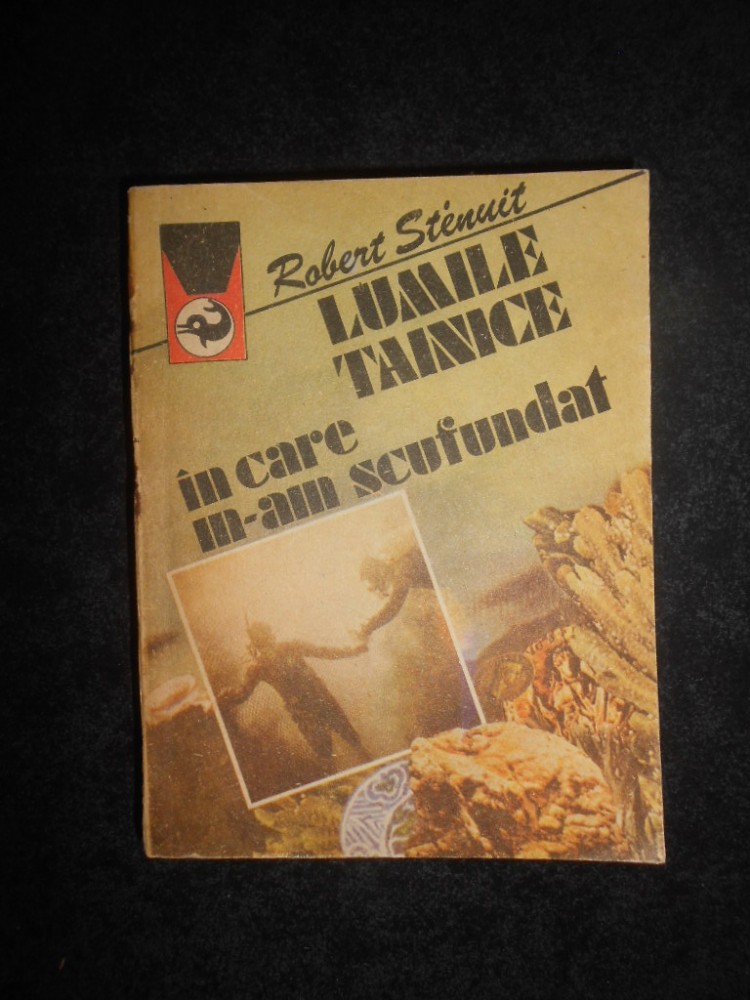 Robert Sténuit
LUMILE
TAINICE
în care
m-am scufundat